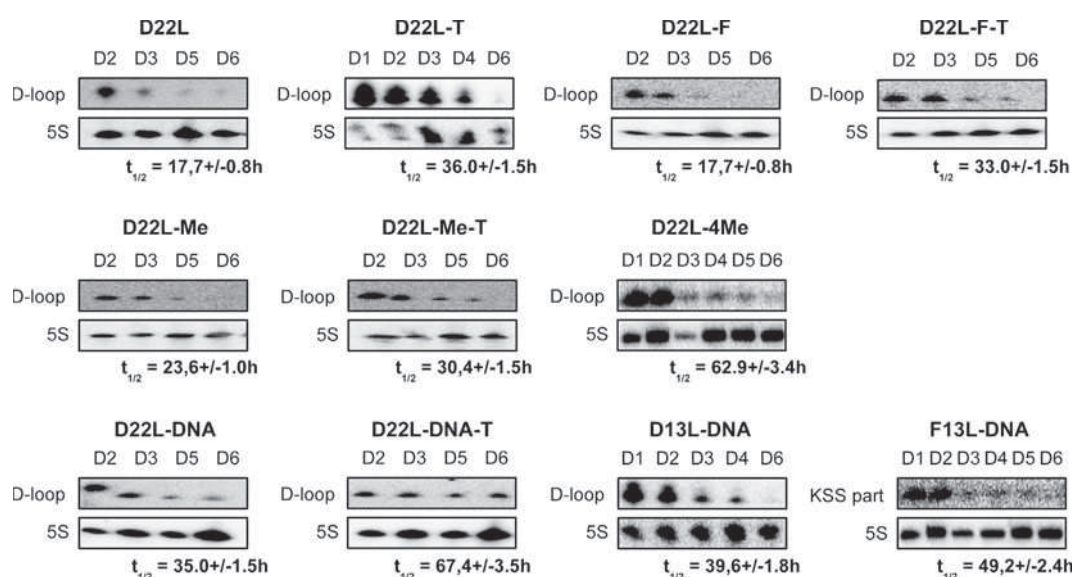 D22L D22L-T D22L-F D22L-F-T
D2 D3 D5 D6 D1 D2 D3 D4 D6 D2 D3 D5 D6 D2 D3 D5 D6
D-loop D-loop D-loop D-loop
5S 5S 5S 5S
t1/2 = 17,7+/-0.8h t1/2 = 36.0+/-1.5h t1/2 = 17,7+/-0.8h t1/2 = 33.0+/-1.5h
D22L-Me D22L-Me-T D22L-4Me
D2 D3 D5 D6 D2 D3 D5 D6 D1 D2 D3 D4 D5 D6
D-loop D-loop D-loop
5S 5S 5S
t1/2 = 23,6+/-1.0h t1/2 = 30,4+/-1.5h t1/2 = 62.9+/-3.4h
D22L-DNA D22L-DNA-T D13L-DNA F13L-DNA
D2 D3 D5 D6 D2 D3 D5 D6 D1 D2 D3 D4 D6 D1 D2 D3 D4 D5 D6
D-loop D-loop D-loop KSS part
5S 5S 5S 5S
t1/2 = 35.0+/-1.5h t1/2 = 67,4+/-3.5h t1/2 = 39,6+/-1.8h t1/2 = 49,2+/-2.4h